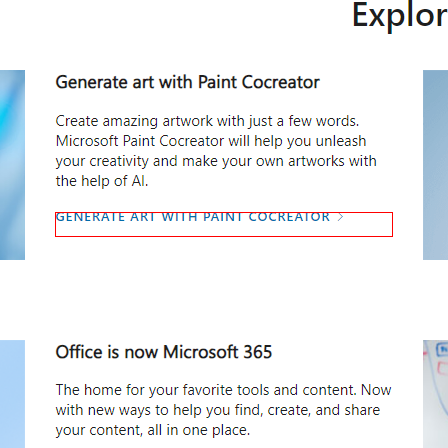 Explor
Generate art with Paint Cocreator
Create amazing artwork with just a few words.
Microsoft Paint Cocreator will help you unleash
your creativity and make your own artworks with
the help of AI.
GENERATE ART WITH PAINT COCREATOR >
Office is now Microsoft 365
The home for your favorite tools and content. Now
with new ways to help you find, create, and share
your content, all in one place.